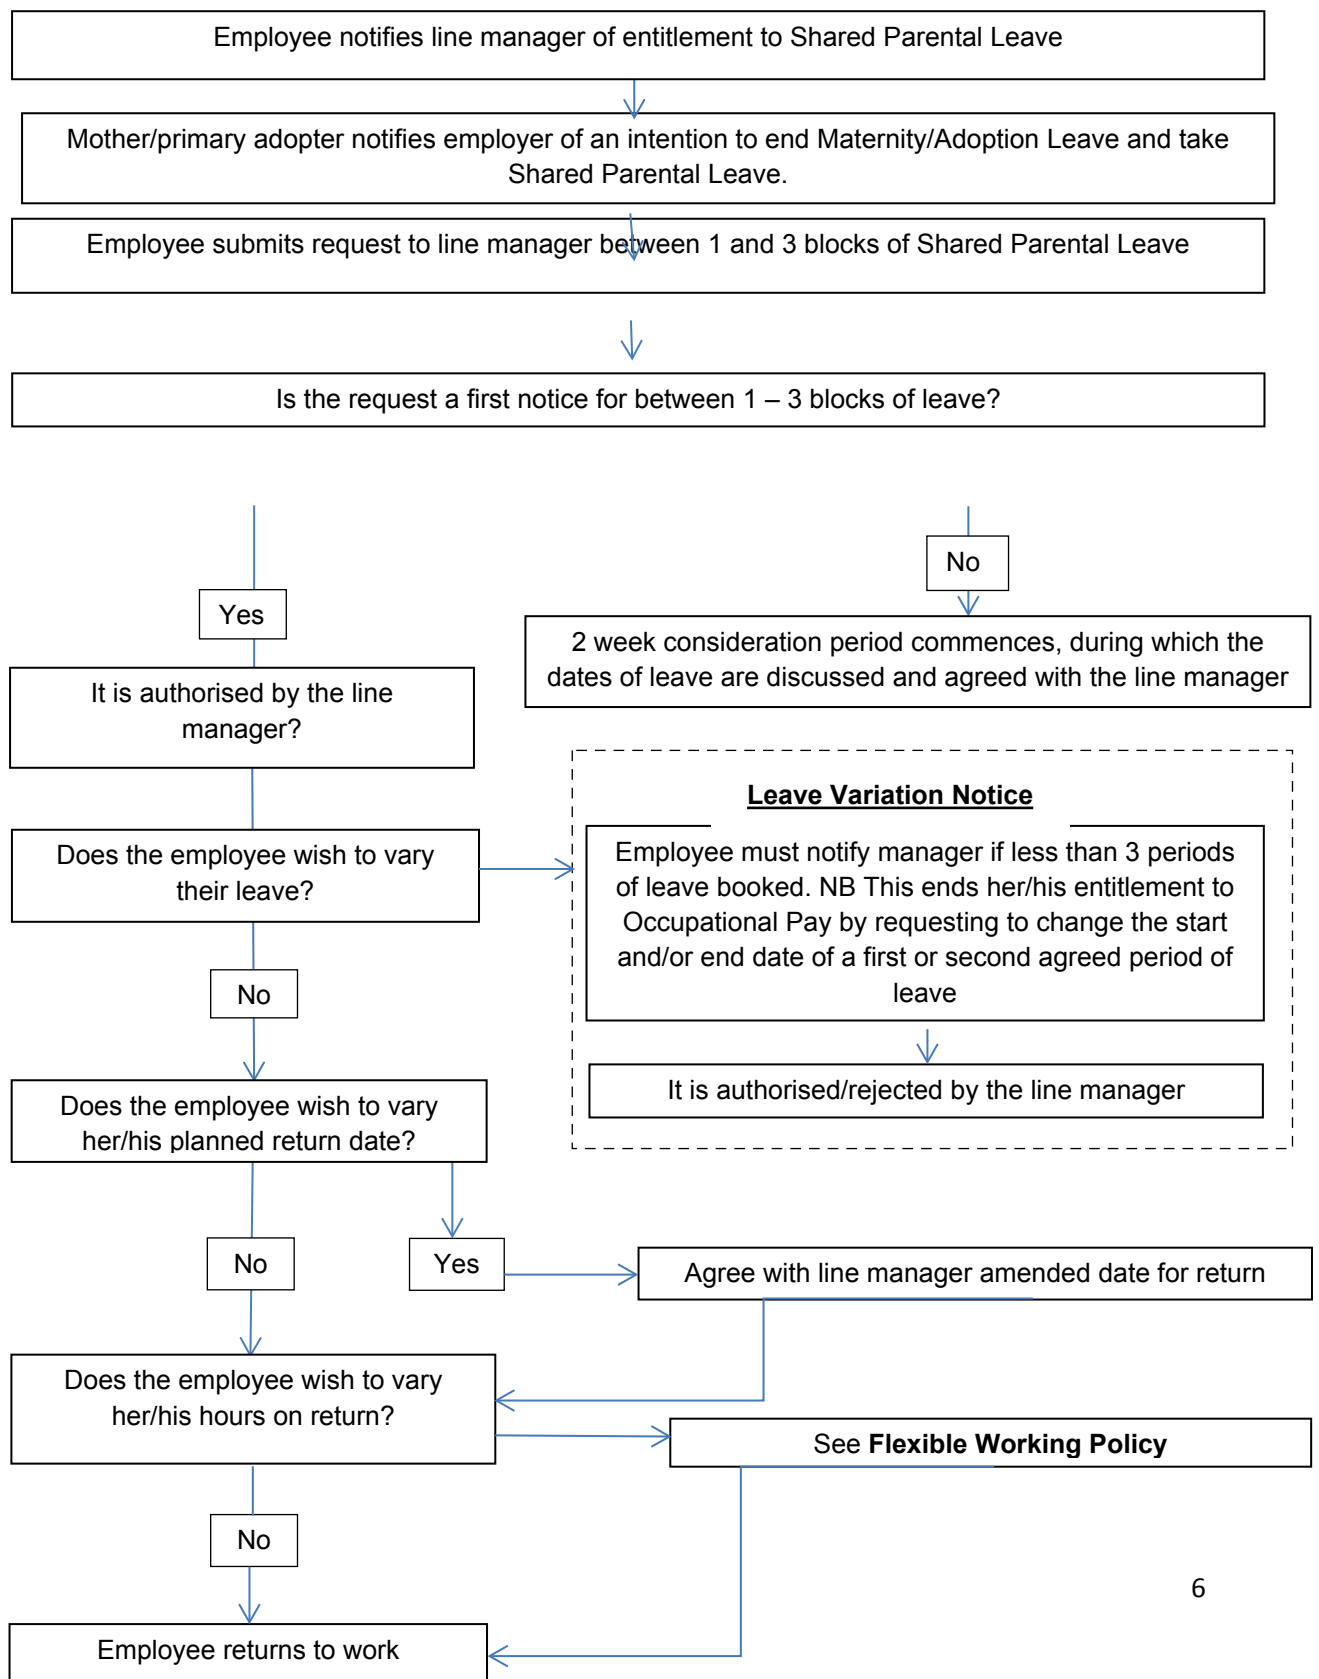 Employee notifies line manager of entitlement to Shared Parental Leave
Mother/primary adopter notifies employer of an intention to end Maternity/Adoption Leave and take
Shared Parental Leave.
Employee submits request to line manager between 1 and 3 blocks of Shared Parental Leave
Is the request a first notice for between 1 – 3 blocks of leave?
No
Yes
2 week consideration period commences, during which the
dates of leave are discussed and agreed with the line manager
It is authorised by the line
manager?
Leave Variation Notice
Does the employee wish to vary
their leave?
Employee must notify manager if less than 3 periods
of leave booked. NB This ends her/his entitlement to
Occupational Pay by requesting to change the start
and/or end date of a first or second agreed period of
leave
No
It is authorised/rejected by the line manager
Does the employee wish to vary
her/his planned return date?
No
Yes
Agree with line manager amended date for return
Does the employee wish to vary
her/his hours on return?
See Flexible Working Policy
No
6
Employee returns to work